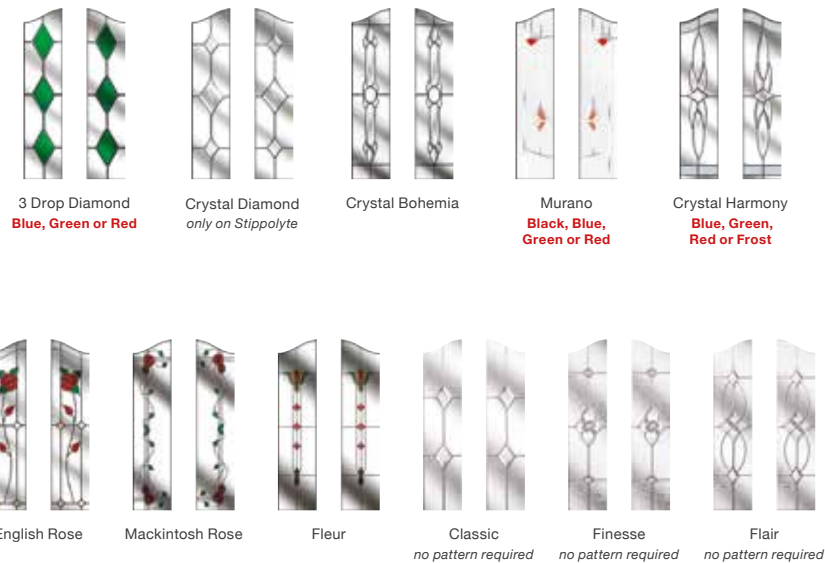 3 Drop Diamond
Blue, Green or Red
Crystal Diamond
only on Stippolyte
Crystal Bohemia
Murano
Black, Blue,
Green or Red
Crystal Harmony
Blue, Green,
Red or Frost
English Rose
Mackintosh Rose
Fleur
Classic
no pattern required
Finesse
no pattern required
Flair
no pattern required